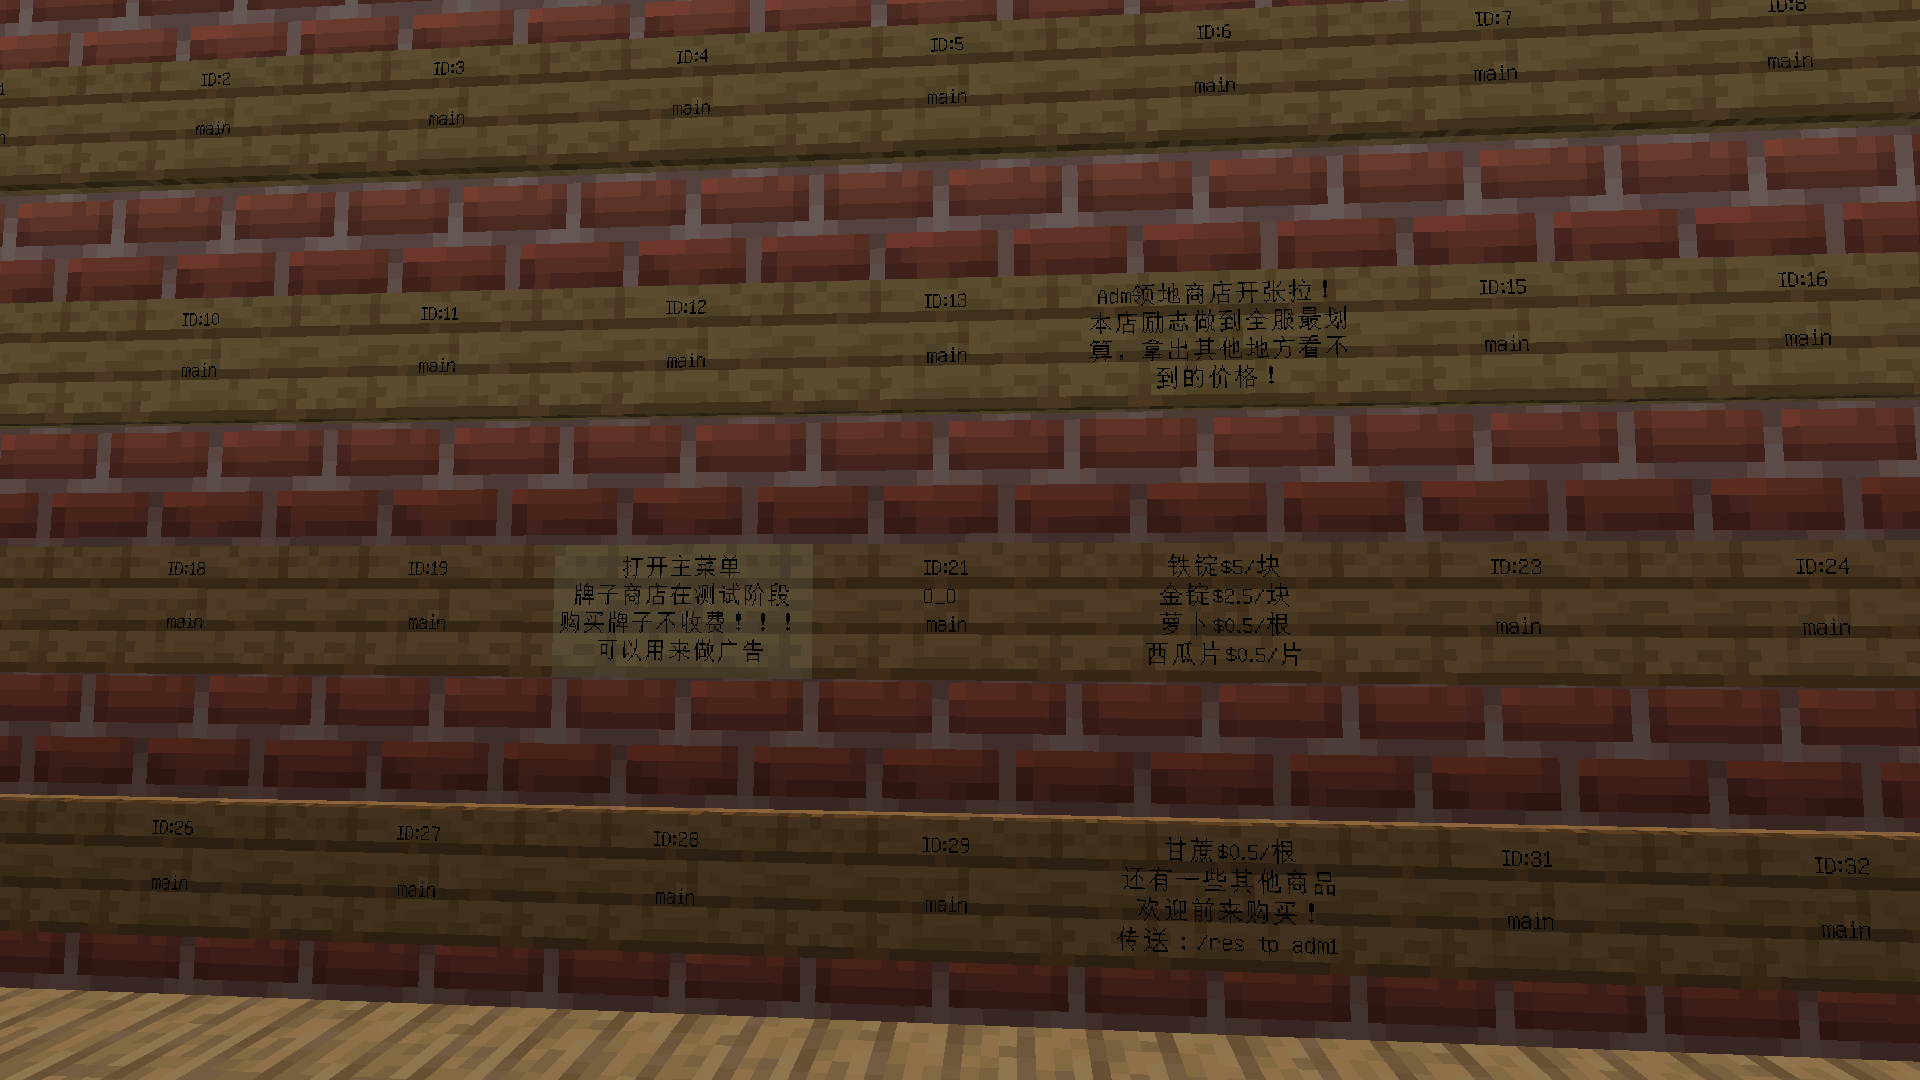 ID:2
main
ID:3
main
ID:4
main
ID:5
main
ID:6
main
ID:7
main
ID:8
main
ID:10
main
ID:11
main
ID:12
main
ID:13
main
Adm领地商店开张拉！
本店励志做到全服最划
算，拿出其他地方看不
到的价格！
ID:15
main
ID:16
main
ID:18
main
ID:19
main
打开主菜单
牌子商店在测试阶段
购买牌子不收费！！！
可以用来做广告
ID:21
O_O
main
铁锭$5/块
金锭$2.5/块
萝卜$0.5/根
西瓜片$0.5/片
ID:23
main
ID:24
main
ID:26
main
ID:27
main
ID:28
main
ID:29
main
甘蔗$0.5/根
还有一些其他商品
欢迎前来购买！
传送：/res tp adm1
ID:31
main
ID:32
main